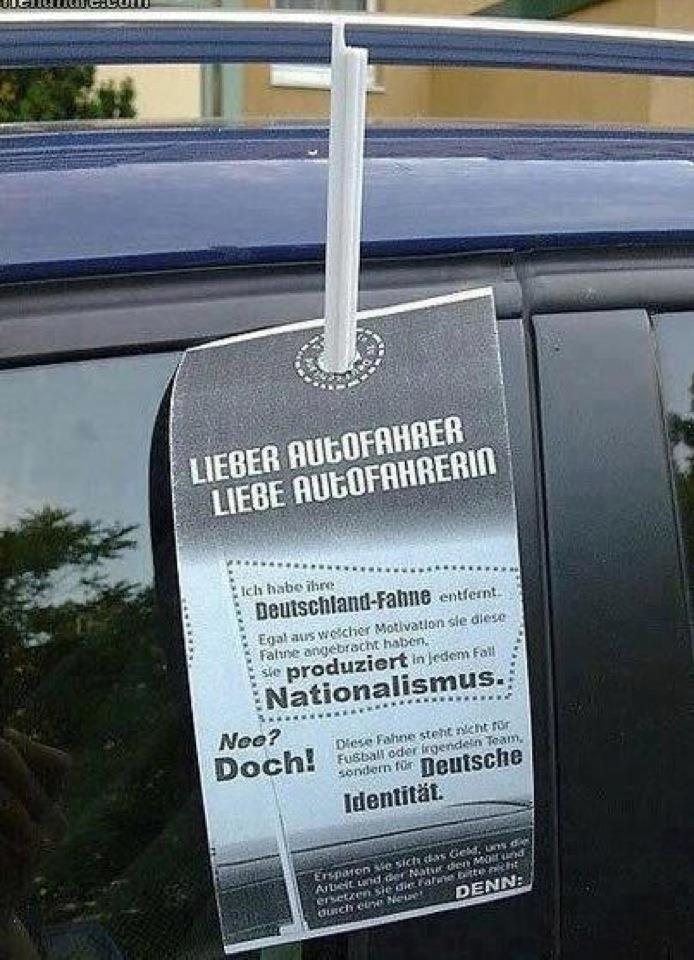 LIEBER AUTOFAHRER
LIEBE AUTOFAHRERIN
Ich habe ihre
Deutschland-Fahne entfernt.
Egal aus welcher Motivation sie diese
Fahne angebracht haben,
sie produziert in jedem Fall
Nationalismus.
Nee?
Doch!
Diese Fahne steht nicht für
Fußball oder irgendein Team,
sondern für Deutsche
Identität.
Ersparen sie sich das Geld, uns die
Arbeit und der Natur den Müll und
ersetzen sie die Fahne bitte nicht
durch eine Neue!
DENN: